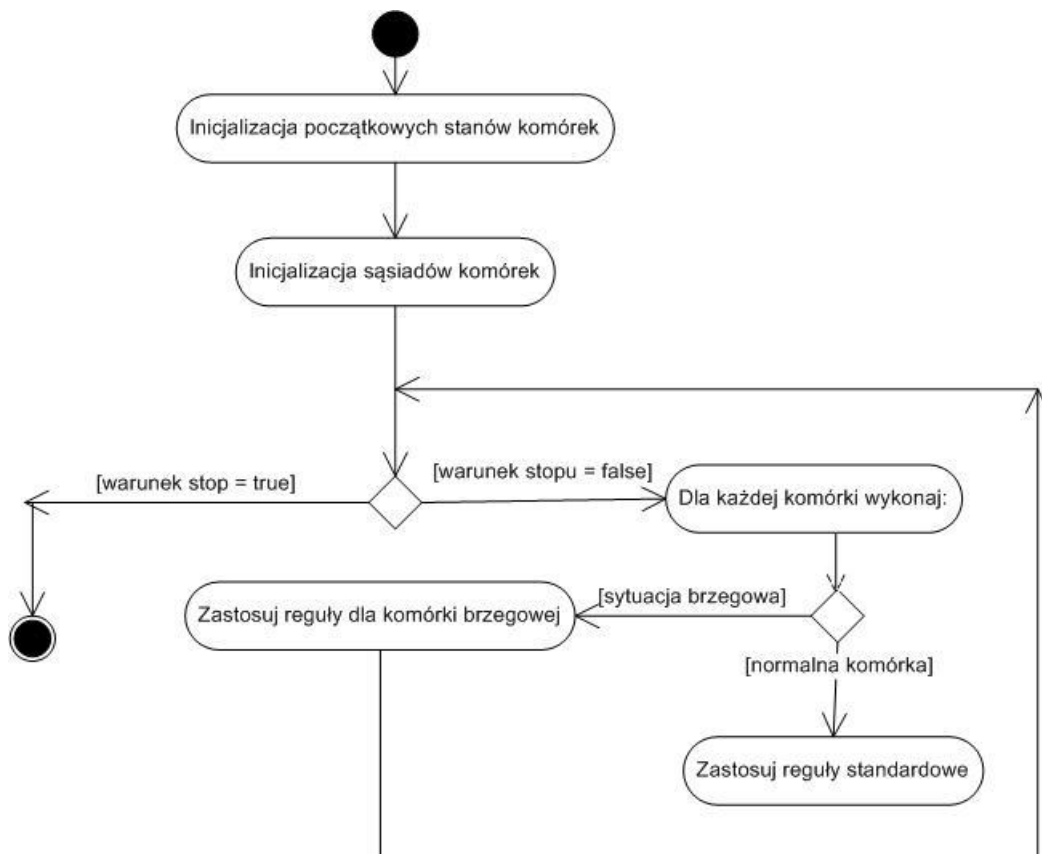 Inicjalizacja początkowych stanów komórek
Inicjalizacja sąsiadów komórek
[warunek stop = true]
[warunek stopu = false]
Dla każdej komórki wykonaj:
[sytuacja brzegowa]
Zastosuj reguły dla komórki brzegowej
[normalna komórka]
Zastosuj reguły standardowe